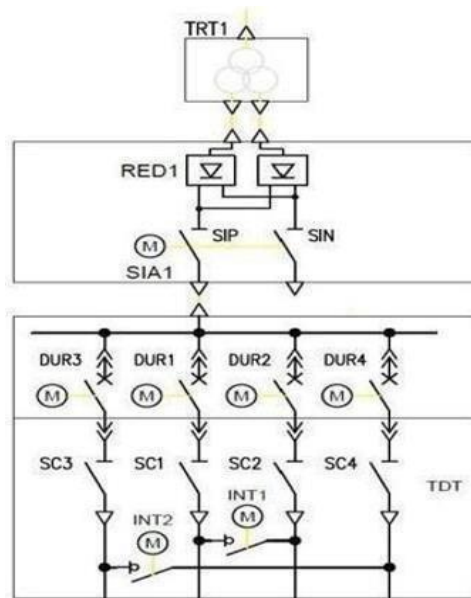 TRT1
RED1
SIP SIN
M
SIA1
DUR3 DUR1 DUR2 DUR4
M M M M
SC3 SC1 SC2 SC4
TDT
INT1
INT2 M
M